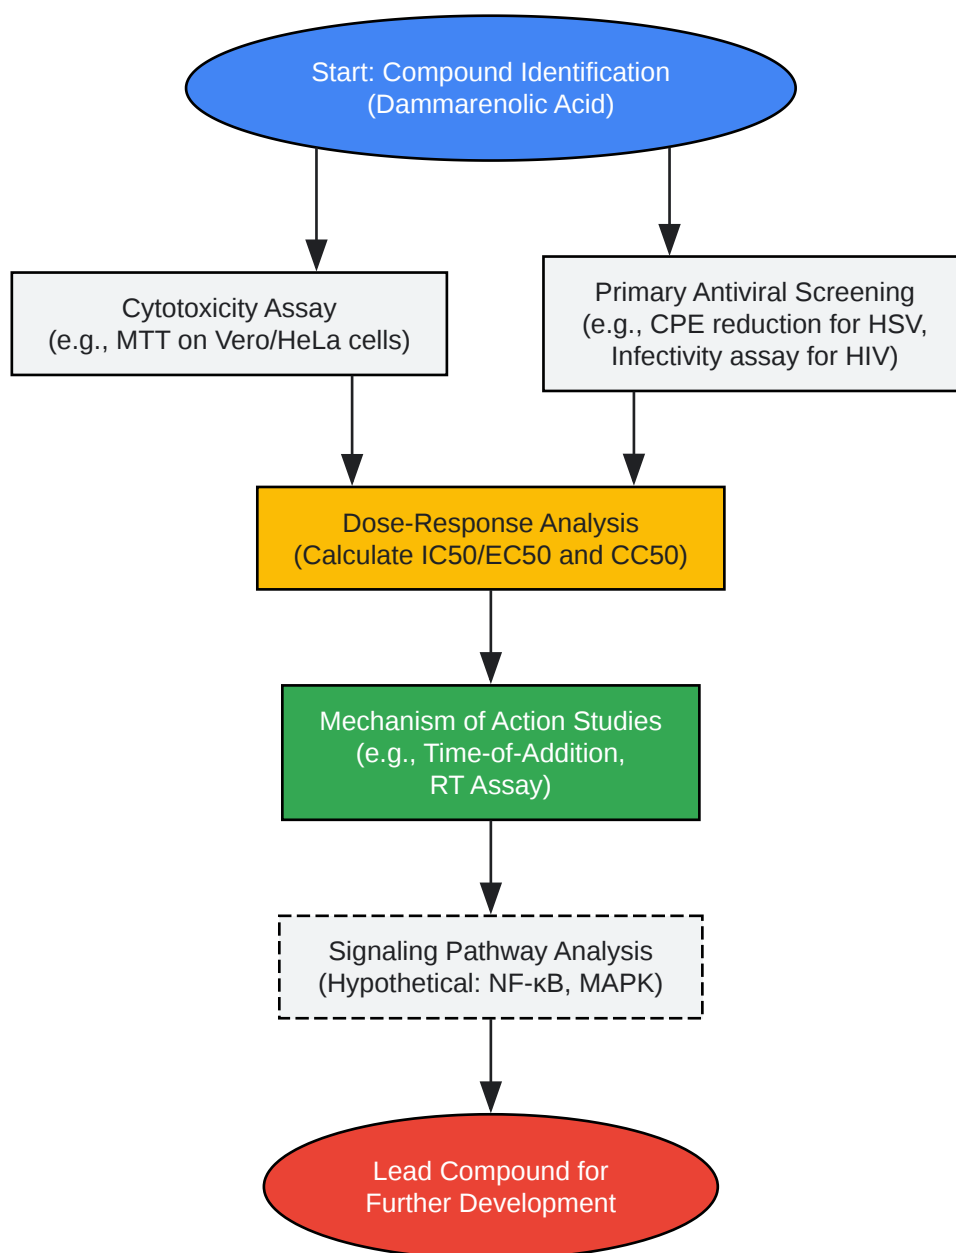 Start: Compound Identification
(Dammarenolic Acid)
Cytotoxicity Assay
(e.g., MTT on Vero/HeLa cells)
Primary Antiviral Screening
(e.g., CPE reduction for HSV,
Infectivity assay for HIV)
Dose-Response Analysis
(Calculate IC50/EC50 and CC50)
Mechanism of Action Studies
(e.g., Time-of-Addition,
RT Assay)
Signaling Pathway Analysis
(Hypothetical: NF-κB, MAPK)
Lead Compound for
Further Development